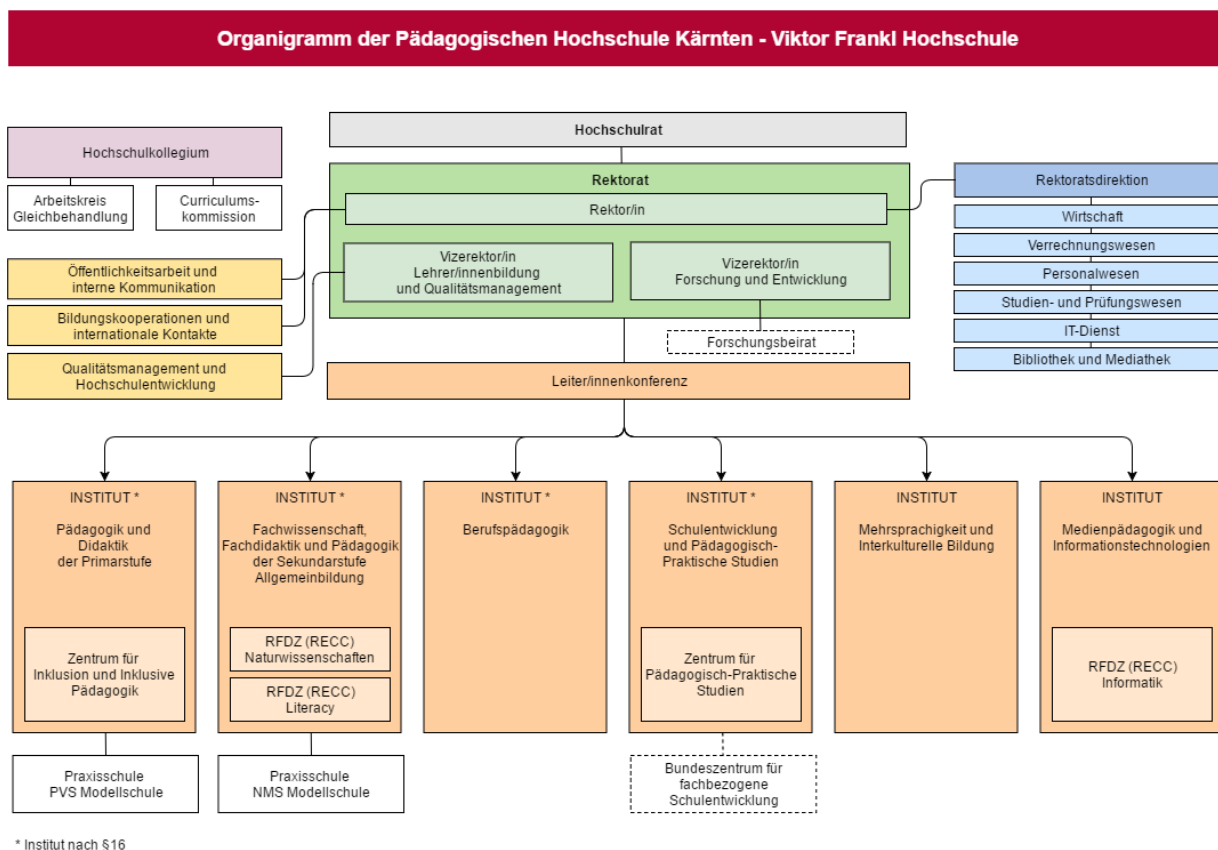 Organigramm der Pädagogischen Hochschule Kärnten - Viktor Frankl Hochschule
Hochschulkollegium
Arbeitskreis
Gleichbehandlung
Curriculums-
kommission
Öffentlichkeitsarbeit und
interne Kommunikation
Bildungskooperationen und
internationale Kontakte
Qualitätsmanagement und
Hochschulentwicklung
Hochschulrat
Rektorat
Rektor/in
Vizerektor/in
Lehrer/innenbildung
und Qualitätsmanagement
Vizerektor/in
Forschung und Entwicklung
Forschungsbeirat
Leiter/innenkonferenz
Rektoratsdirektion
Wirtschaft
Verrechnungswesen
Personalwesen
Studien- und Prüfungswesen
IT-Dienst
Bibliothek und Mediathek
INSTITUT *
Pädagogik und
Didaktik
der Primarstufe
Zentrum für
Inklusion und Inklusive
Pädagogik
Praxisschule
PVS Modellschule
INSTITUT *
Fachwissenschaft,
Fachdidaktik und Pädagogik
der Sekundarstufe
Allgemeinbildung
RFDZ (RECC)
Naturwissenschaften
RFDZ (RECC)
Literacy
Praxisschule
NMS Modellschule
INSTITUT *
Berufspädagogik
INSTITUT *
Schulentwicklung
und Pädagogisch-
Praktische Studien
Zentrum für
Pädagogisch-Praktische
Studien
Bundeszentrum für
fachbezogene
Schulentwicklung
INSTITUT
Mehrsprachigkeit und
Interkulturelle Bildung
INSTITUT
Medienpädagogik und
Informationstechnologien
RFDZ (RECC)
Informatik
* Institut nach §16